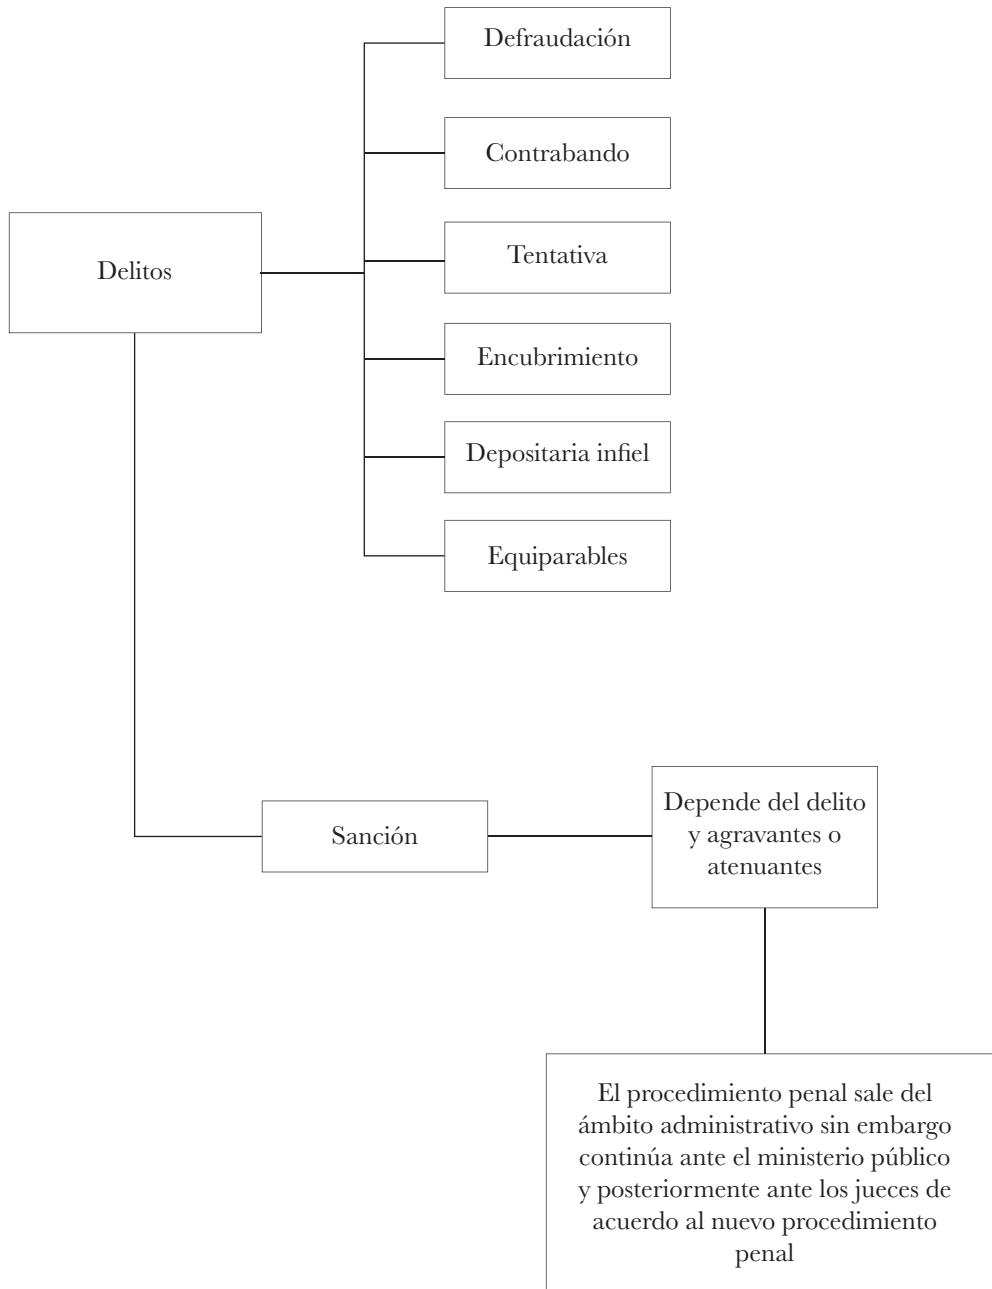 Defraudación
Contrabando
Delitos
Tentativa
Encubrimiento
Depositaria infiel
Equiparables
Sanción
Depende del delito
y agravantes o
atenuantes
El procedimiento penal sale del
ámbito administrativo sin embargo
continúa ante el ministerio público
y posteriormente ante los jueces de
acuerdo al nuevo procedimiento
penal